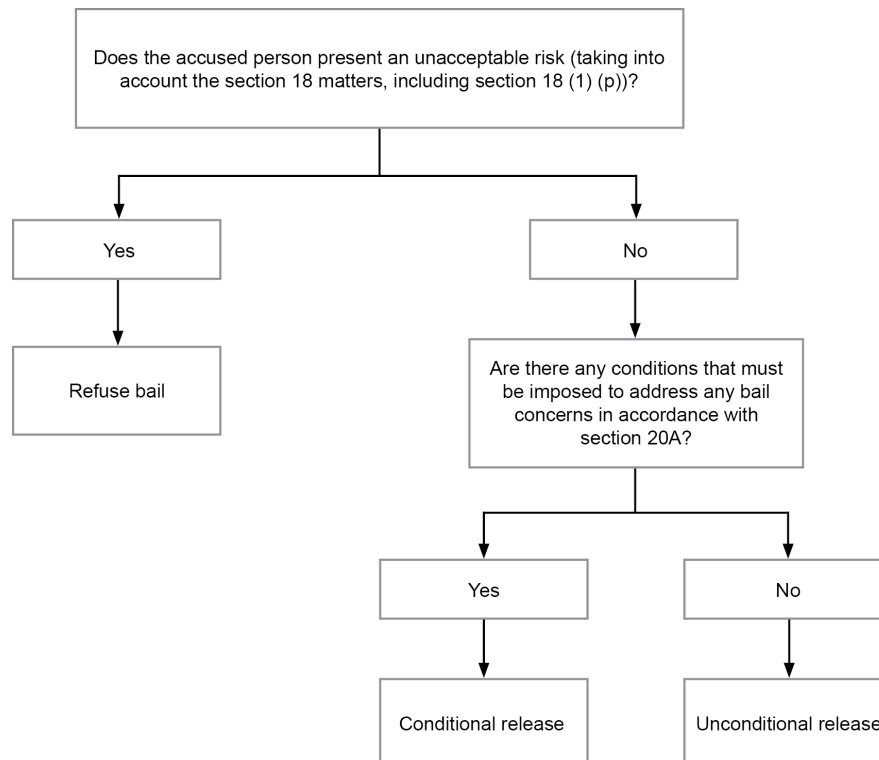 Does the accused person present an unacceptable risk (taking into
account the section 18 matters, including section 18 (1) (p))?
Yes
No
Refuse bail
Are there any conditions that must
be imposed to address any bail
concerns in accordance with
section 20A?
Yes
No
Conditional release
Unconditional release